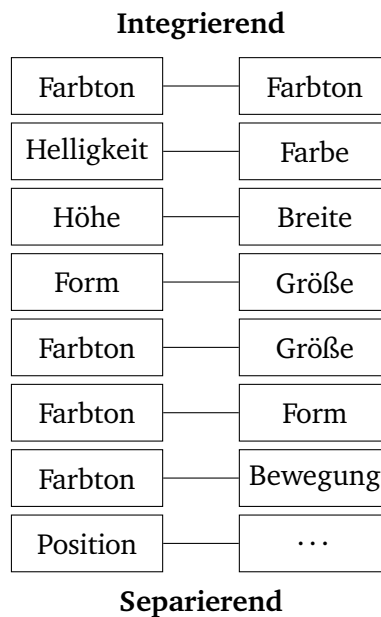 Integrierend
Farbton Farbton
Helligkeit Farbe
Höhe Breite
Form Größe
Farbton Größe
Farbton Form
Farbton Bewegung
Position ···
Separierend